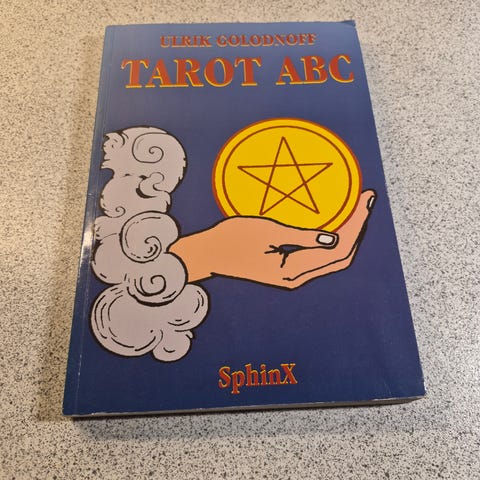 ULRIK GOLODNOFF
TAROT ABC
SphinX